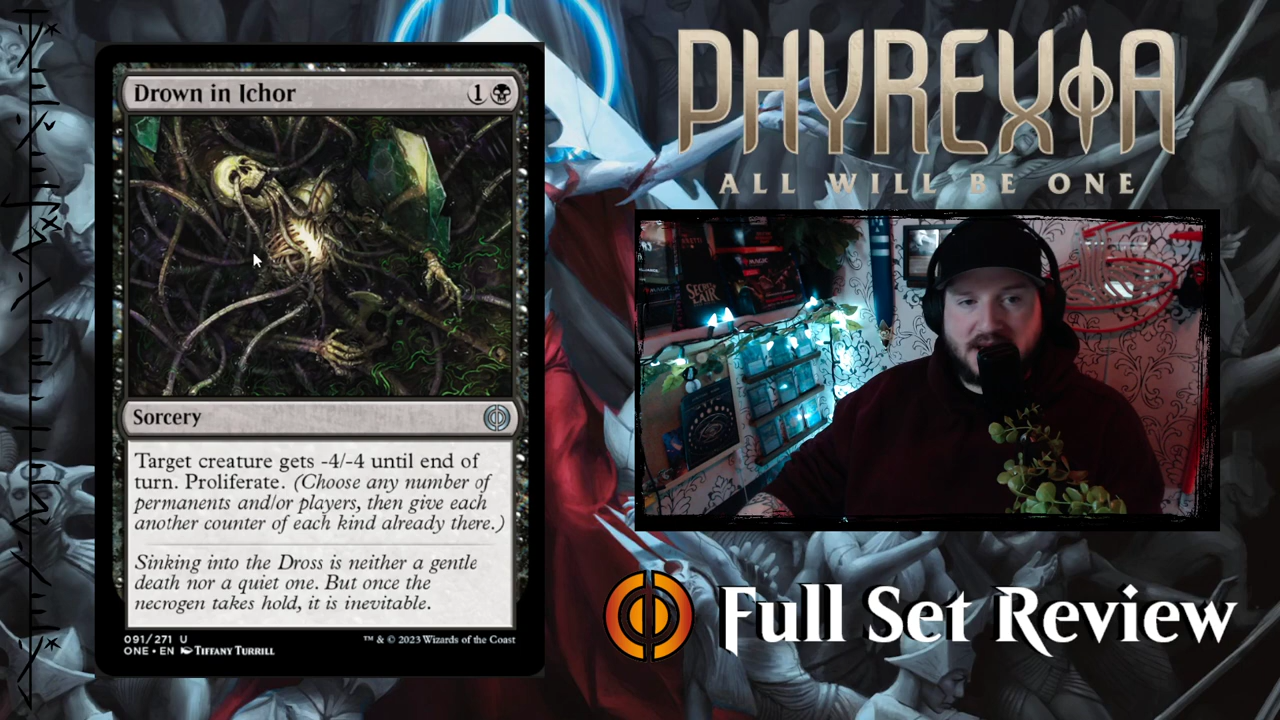 Drown in Ichor
1
Sorcery
Target creature gets -4/-4 until end of
turn. Proliferate. (Choose any number of
permanents and/or players, then give each
another counter of each kind already there.)
Sinking into the Dross is neither a gentle
death nor a quiet one. But once the
necrogen takes hold, it is inevitable.
091/271 U
ONE • EN TIFFANY TURRILL
™ & © 2023 Wizards of the Coast
PHYREXIA
ALL WILL BE ONE
MAGIC
SECRET
LAIR
Full Set Review